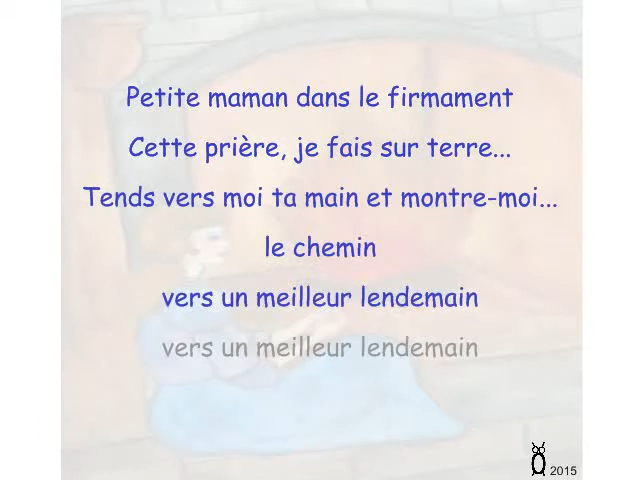 Petite maman dans le firmament
Cette prière, je fais sur terre...
Tends vers moi ta main et montre-moi...
le chemin
vers un meilleur lendemain
vers un meilleur lendemain
2015